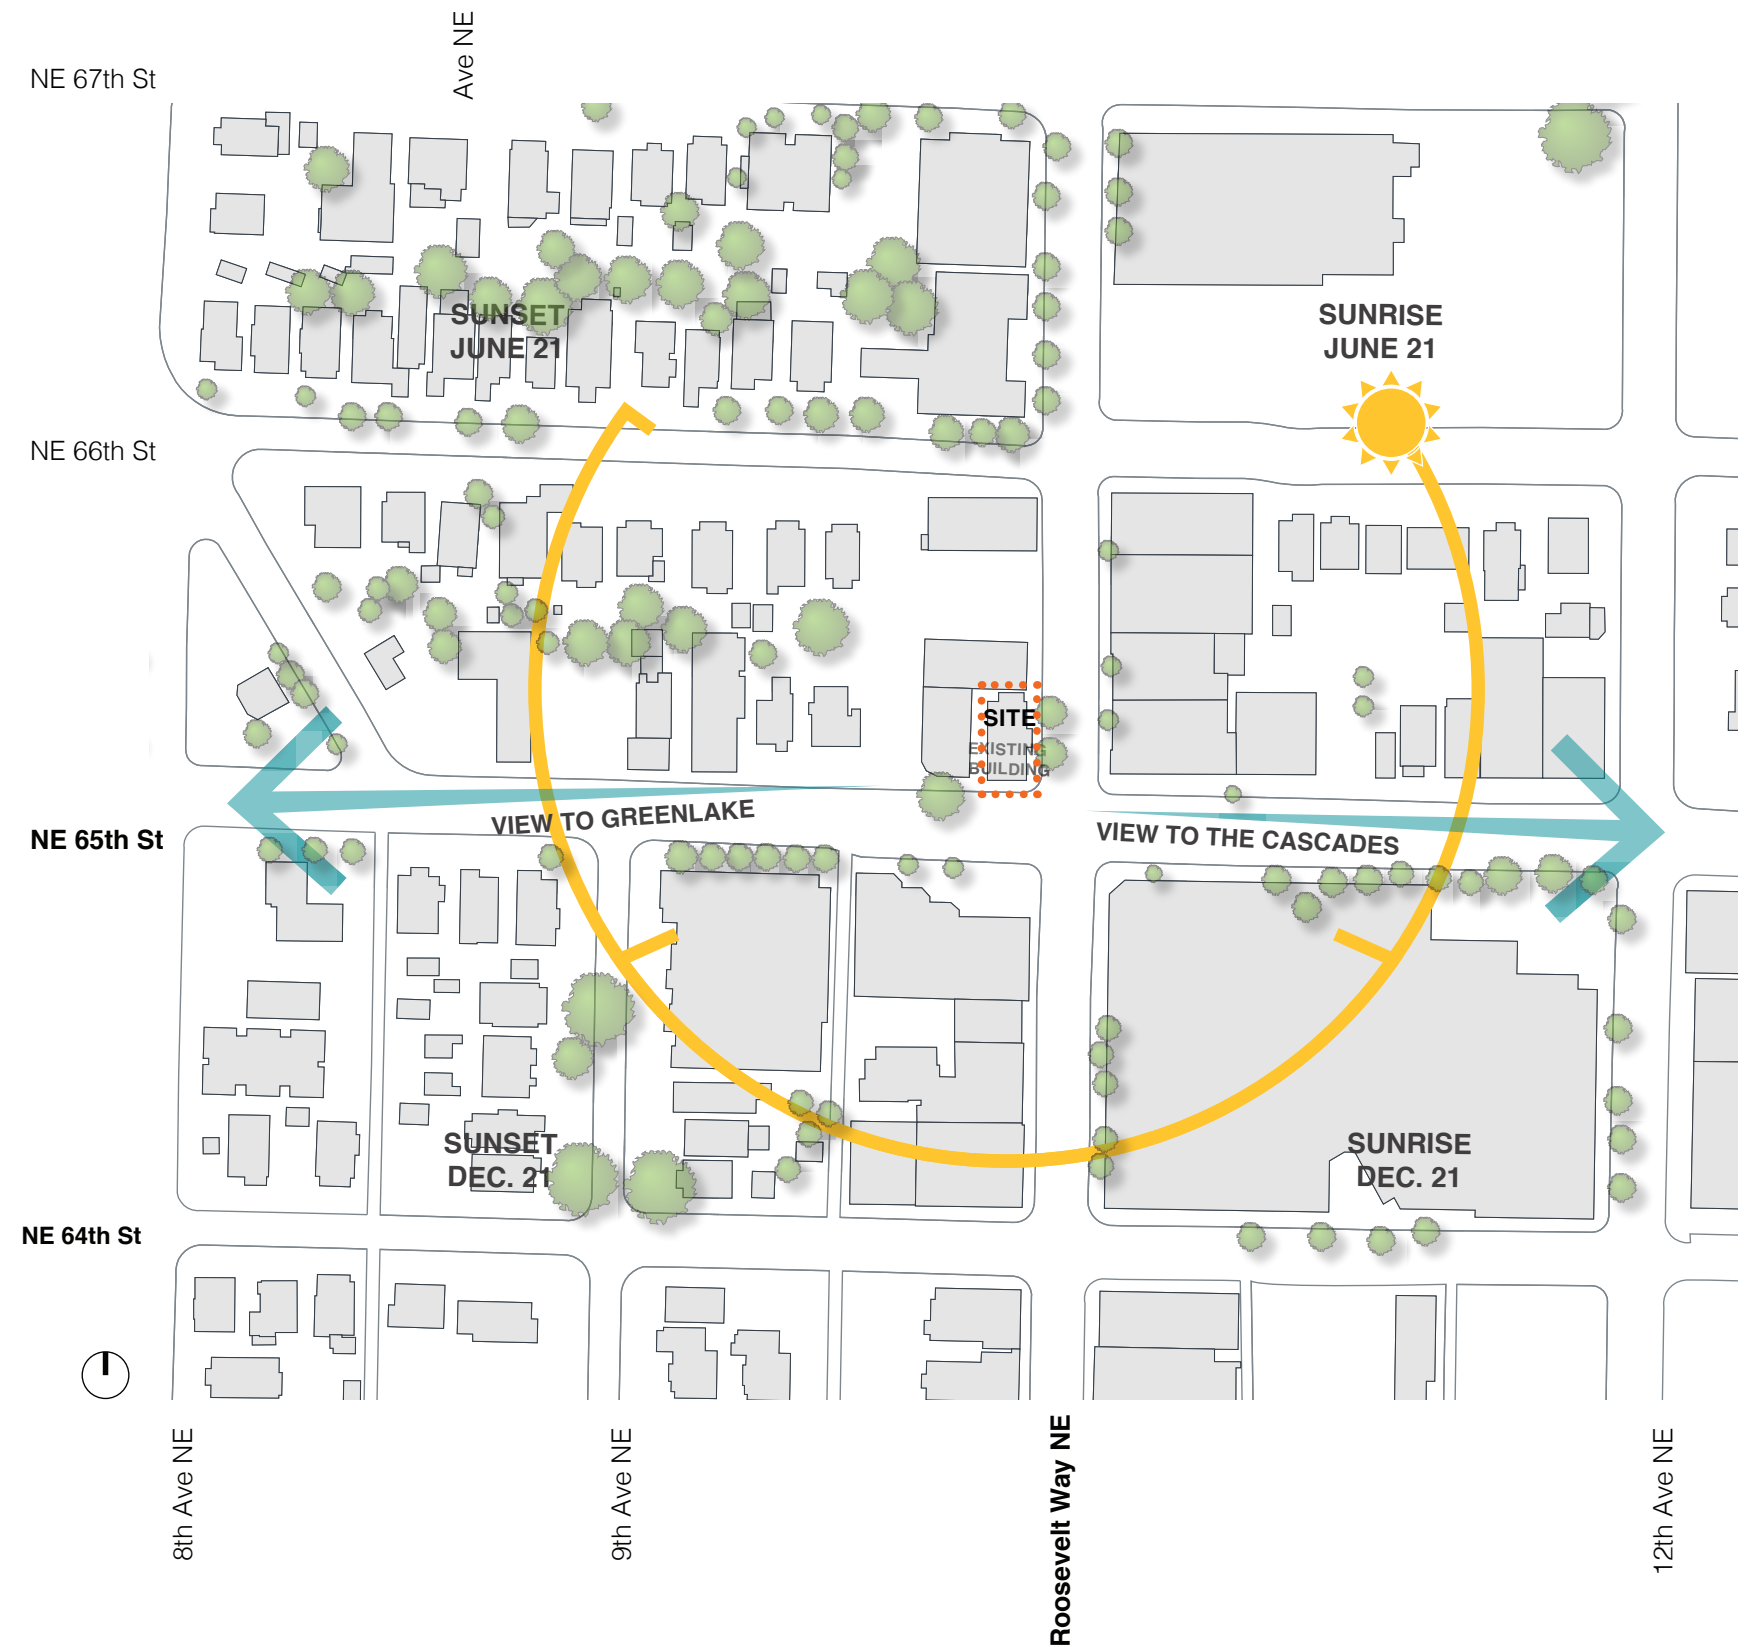 Ave NE
NE 67th St
SUNSET
JUNE 21
SUNRISE
JUNE 21
NE 66th St
SITE
EXISTING
BUILDING
VIEW TO GREENLAKE
VIEW TO THE CASCADES
NE 65th St
SUNSET
DEC. 21
SUNRISE
DEC. 21
NE 64th St
8th Ave NE
9th Ave NE
Roosevelt Way NE
12th Ave NE